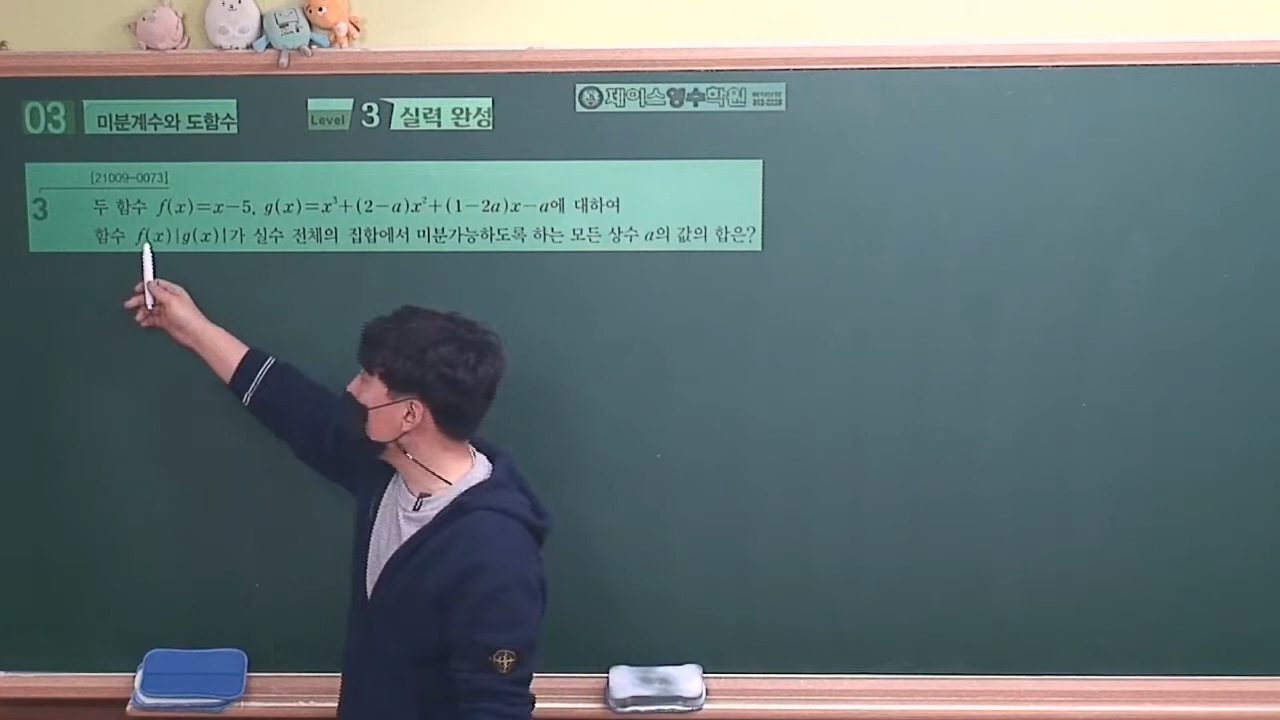 03 미분계수와 도함수 Level 3 실력 완성
제이스영수학원
[21009-0073]
3 두 함수 f(x)=x-5, g(x)=x³+(2-a)x²+(1-2a)x-a에 대하여
함수 f(x)|g(x)|가 실수 전체의 집합에서 미분가능하도록 하는 모든 상수 a의 값의 합은?